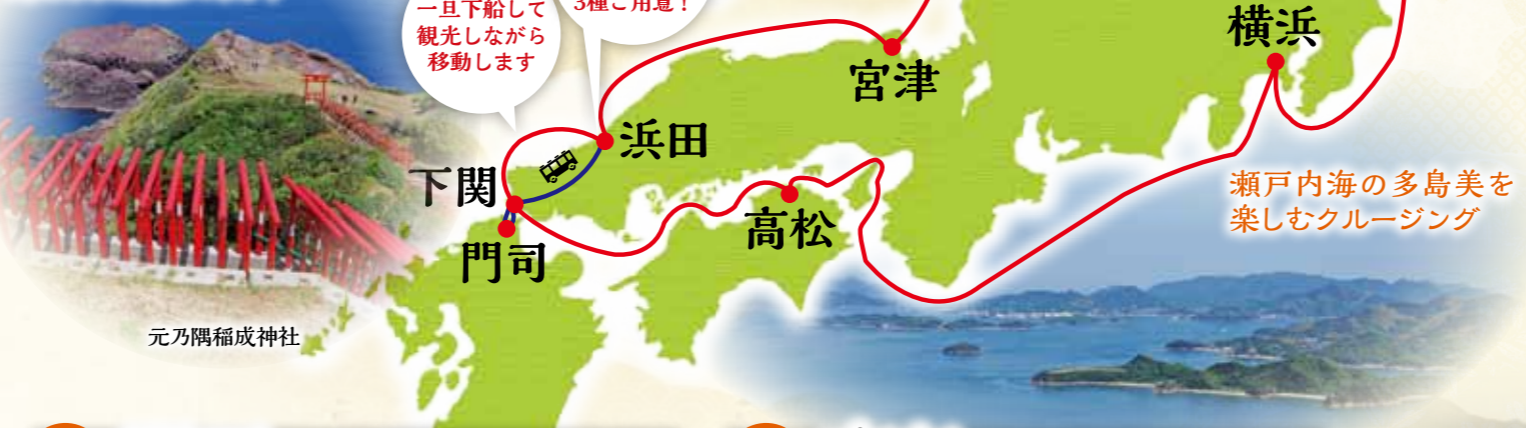 一旦下船して
観光しながら
移動します
3種ご用意!
横浜
宮津
浜田
下関
門司
高松
瀬戸内海の多島美を
楽しむクルージング
元乃隅稲成神社